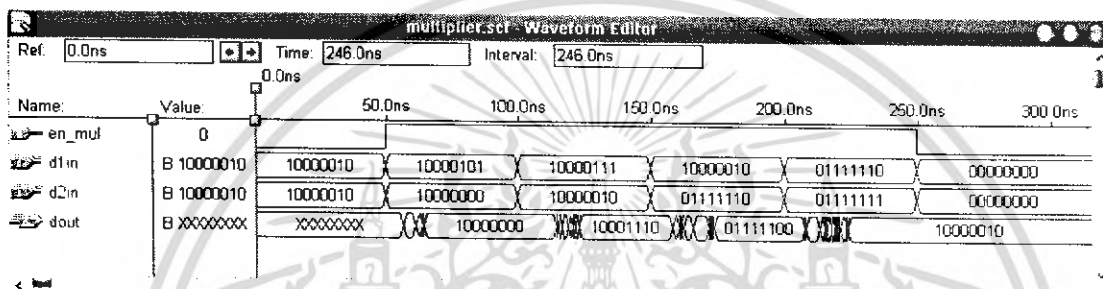 multiplier.scf - Waveform Editor
Ref: 0.0ns Time: 246.0ns Interval: 246.0ns
0.0ns
Name: Value: 50.0ns 100.0ns 150.0ns 200.0ns 250.0ns 300.0ns
en_mul 0
d1in B 10000010 10000010 10000101 10000111 10000010 01111110 00000000
d2in B 10000010 10000010 10000000 10000010 01111110 01111111 00000000
dout B XXXXXXXX XXXXXXXX 10000000 10001110 01111100 10000010